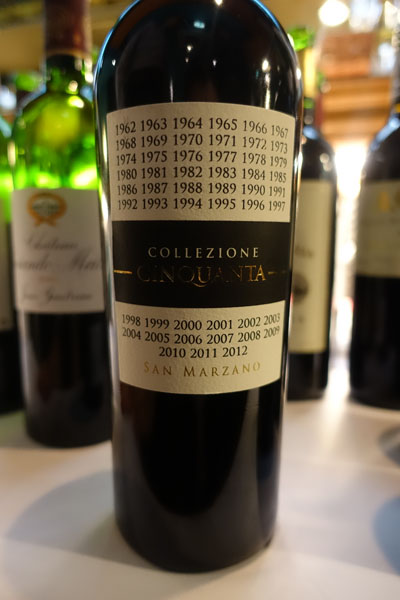 1962 1963 1964 1965 1966 1967
1968 1969 1970 1971 1972 1973
1974 1975 1976 1977 1978 1979
1980 1981 1982 1983 1984 1985
1986 1987 1988 1989 1990 1991
1992 1993 1994 1995 1996 1997
COLLEZIONE
CINQUANTA
1998 1999 2000 2001 2002 2003
2004 2005 2006 2007 2008 2009
2010 2011 2012
SAN MARZANO
Château